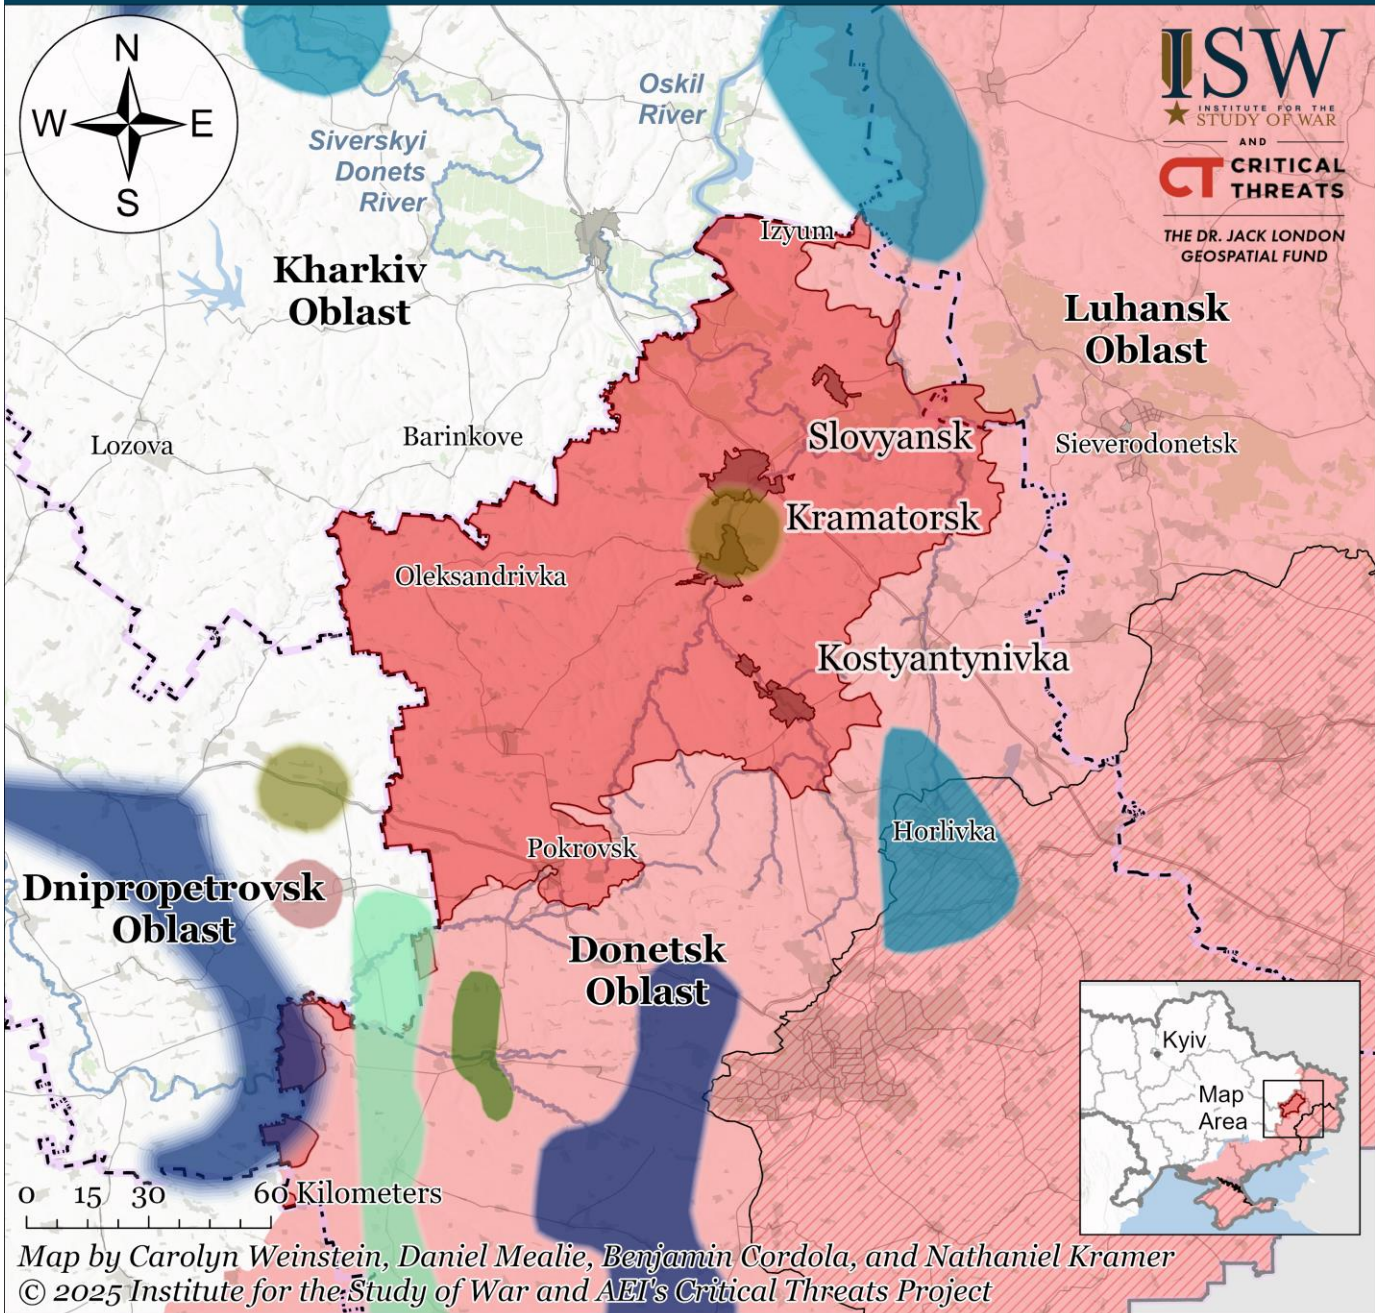 N
W
E
S
ISW
INSTITUTE FOR THE
STUDY OF WAR
AND
CT CRITICAL
THREATS
THE DR. JACK LONDON
GEOSPATIAL FUND
Oskil
River
Siverskyi
Donets
River
Izyum
Kharkiv
Oblast
Luhansk
Oblast
Lozova
Barinkove
Slovyansk
Sieverodonetsk
Kramatorsk
Oleksandrivka
Kostyantynivka
Horlivka
Pokrovsk
Dnipropetrovsk
Oblast
Donetsk
Oblast
Kyiv
Map
Area
0 15 30 60 Kilometers
Map by Carolyn Weinstein, Daniel Mealie, Benjamin Cordola, and Nathaniel Kramer
© 2025 Institute for the Study of War and AEI's Critical Threats Project